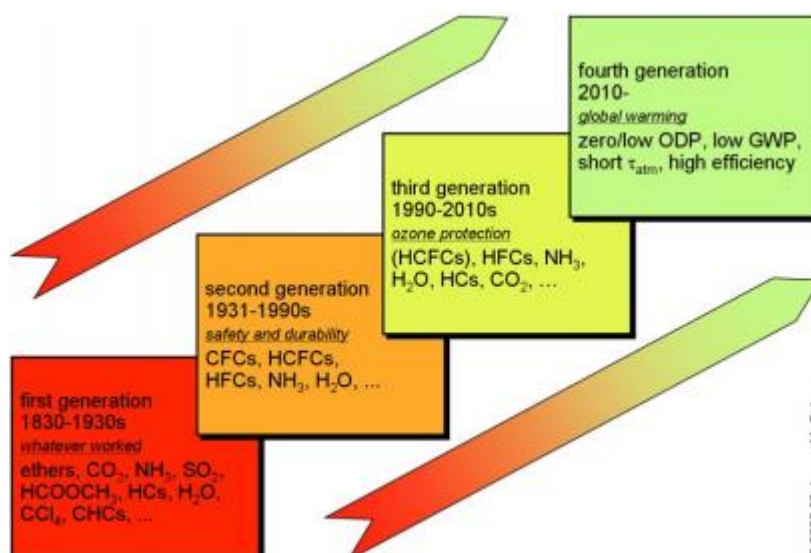 first generation
1830-1930s
whatever worked
ethers, CO₂, NH₃, SO₂,
HCOOCH₃, HCs, H₂O,
CCl₄, CHCs, ...
second generation
1931-1990s
safety and durability
CFCs, HCFCs,
HFCs, NH₃, H₂O, ...
third generation
1990-2010s
ozone protection
(HCFCs), HFCs, NH₃,
H₂O, HCs, CO₂, ...
fourth generation
2010-
global warming
zero/low ODP, low GWP,
short τₐₜₘ, high efficiency